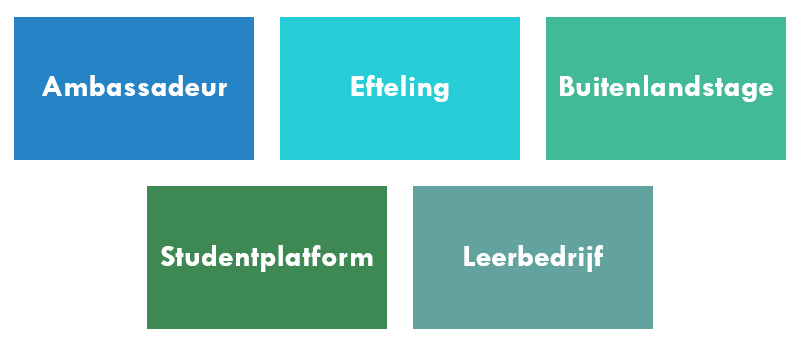 Ambassadeur
Efteling
Buitenlandstage
Studentplatform
Leerbedrijf